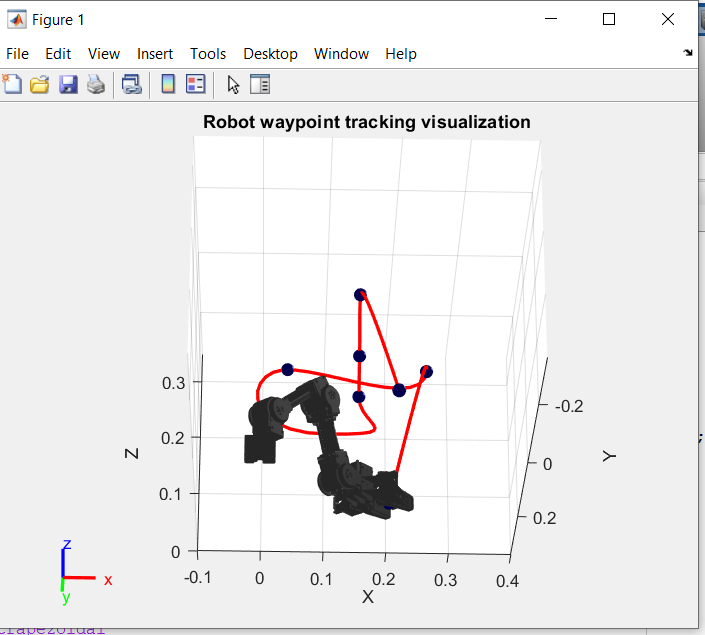 Figure 1
File Edit View Insert Tools Desktop Window Help
Robot waypoint tracking visualization
0.3
0.2
0.1
0
Z
-0.1 0 0.1 0.2 0.3 0.4
X
-0.2
0
0.2
Y
z
x
y